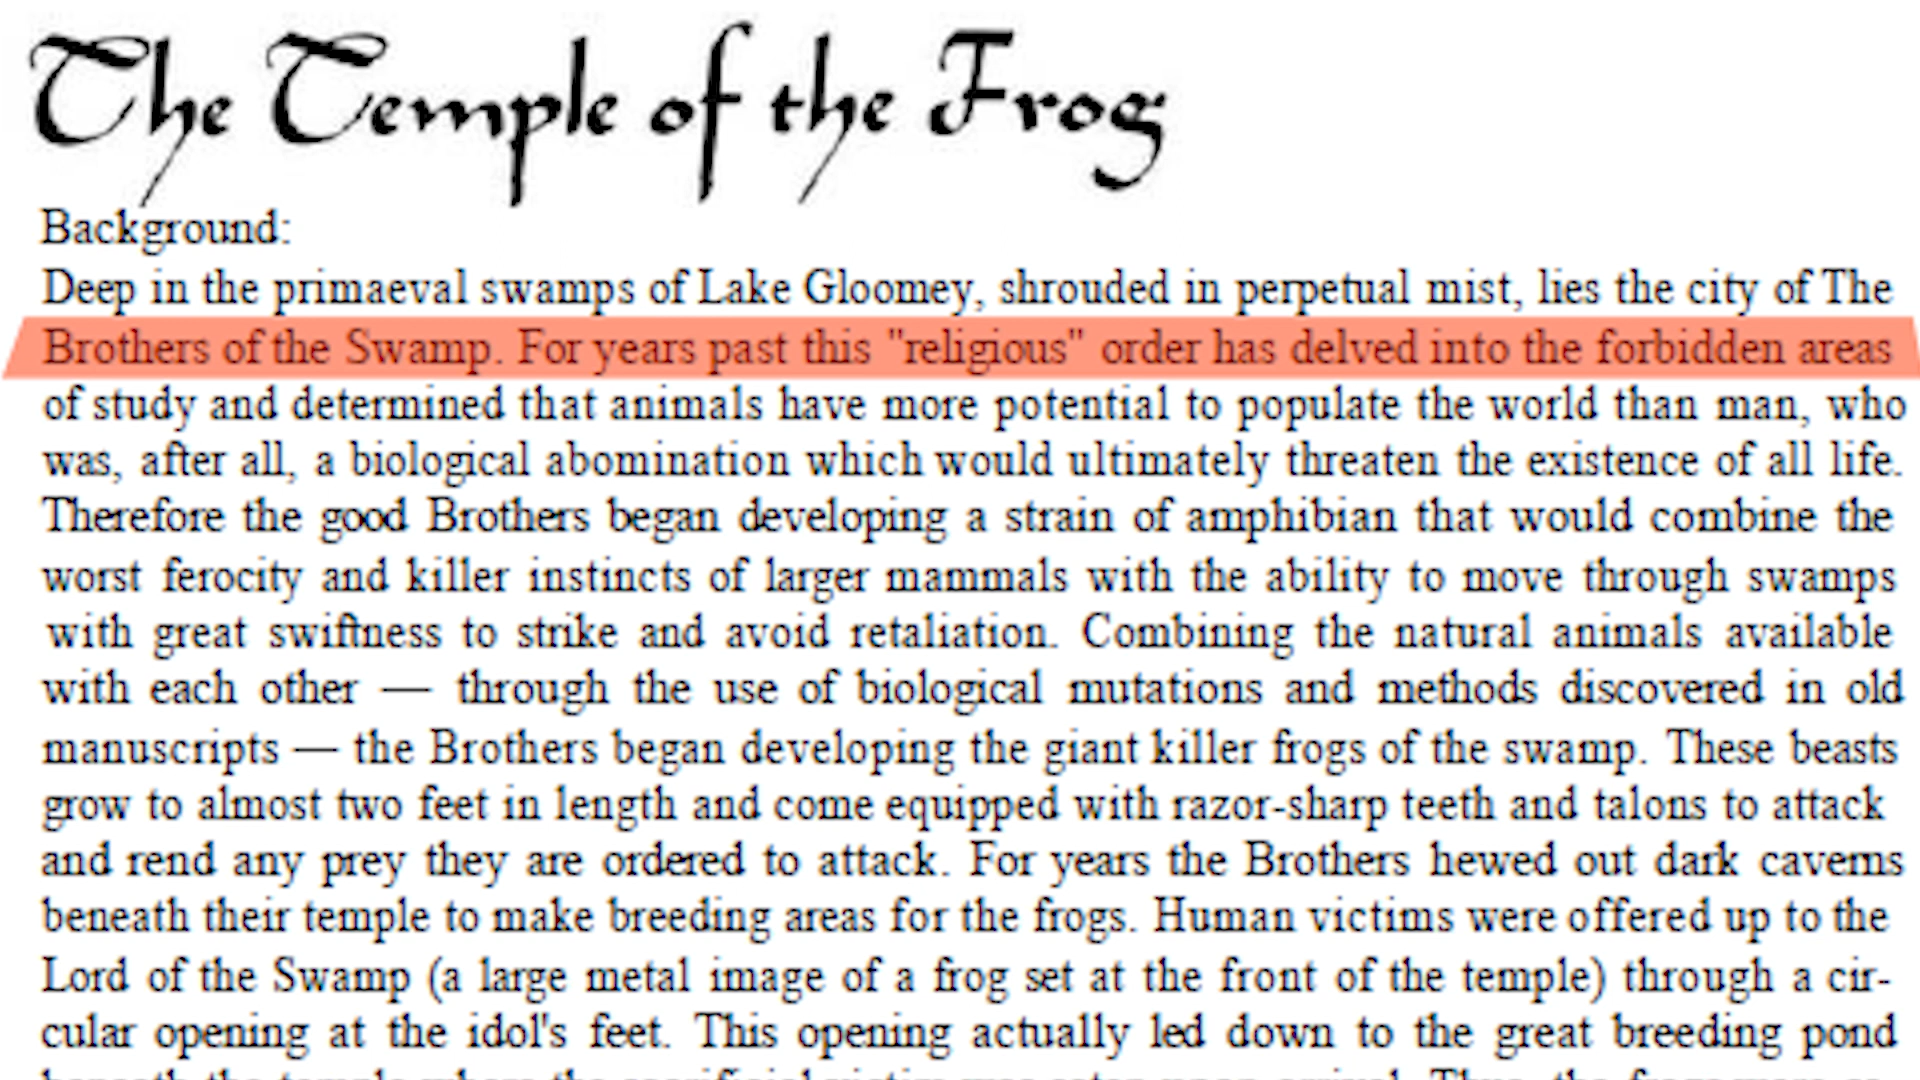 The Temple of the Frog
Background:
Deep in the primaeval swamps of Lake Gloomey, shrouded in perpetual mist, lies the city of The
Brothers of the Swamp. For years past this "religious" order has delved into the forbidden areas
of study and determined that animals have more potential to populate the world than man, who
was, after all, a biological abomination which would ultimately threaten the existence of all life.
Therefore the good Brothers began developing a strain of amphibian that would combine the
worst ferocity and killer instincts of larger mammals with the ability to move through swamps
with great swiftness to strike and avoid retaliation. Combining the natural animals available
with each other — through the use of biological mutations and methods discovered in old
manuscripts — the Brothers began developing the giant killer frogs of the swamp. These beasts
grow to almost two feet in length and come equipped with razor-sharp teeth and talons to attack
and rend any prey they are ordered to attack. For years the Brothers hewed out dark caverns
beneath their temple to make breeding areas for the frogs. Human victims were offered up to the
Lord of the Swamp (a large metal image of a frog set at the front of the temple) through a cir-
cular opening at the idol's feet. This opening actually led down to the great breeding pond